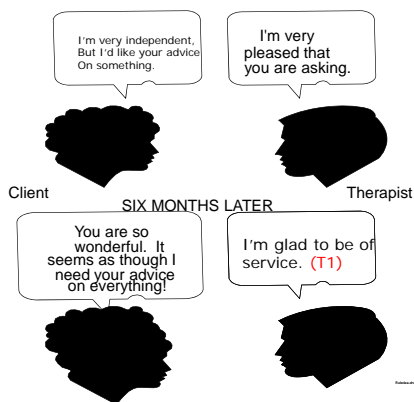 I'm very independent,
But I'd like your advice
On something.
I'm very
pleased that
you are asking.
Client
Therapist
SIX MONTHS LATER
You are so
wonderful. It
seems as though I
need your advice
on everything!
I'm glad to be of
service. (T1)